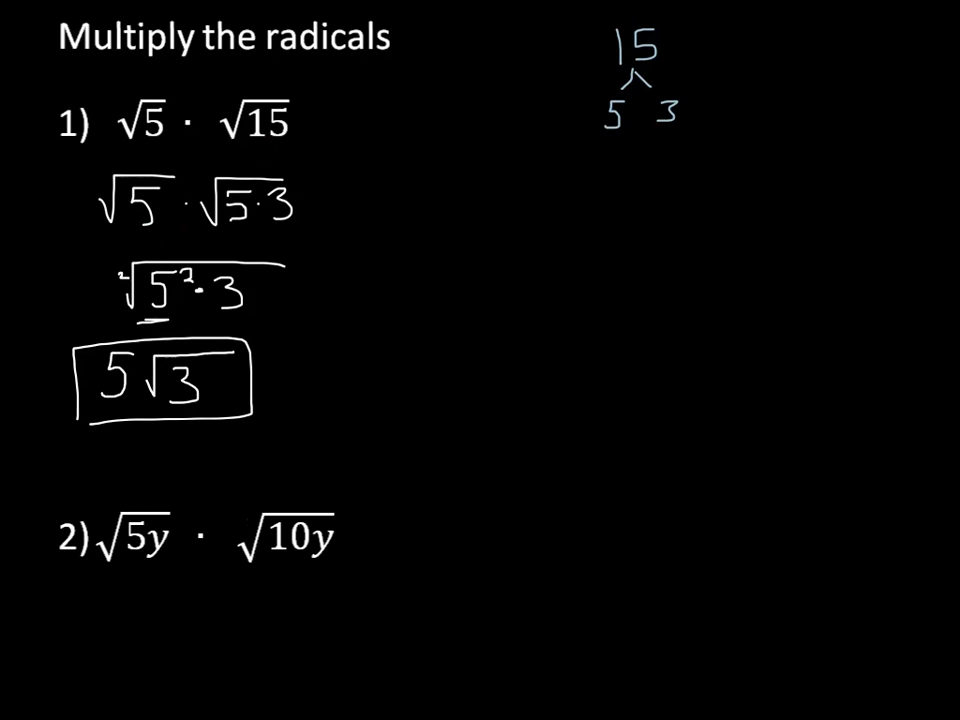 Multiply the radicals
15
5 3
1) √5 · √15
√5 · √5·3
²√5²·3
5√3
2) √5y · √10y